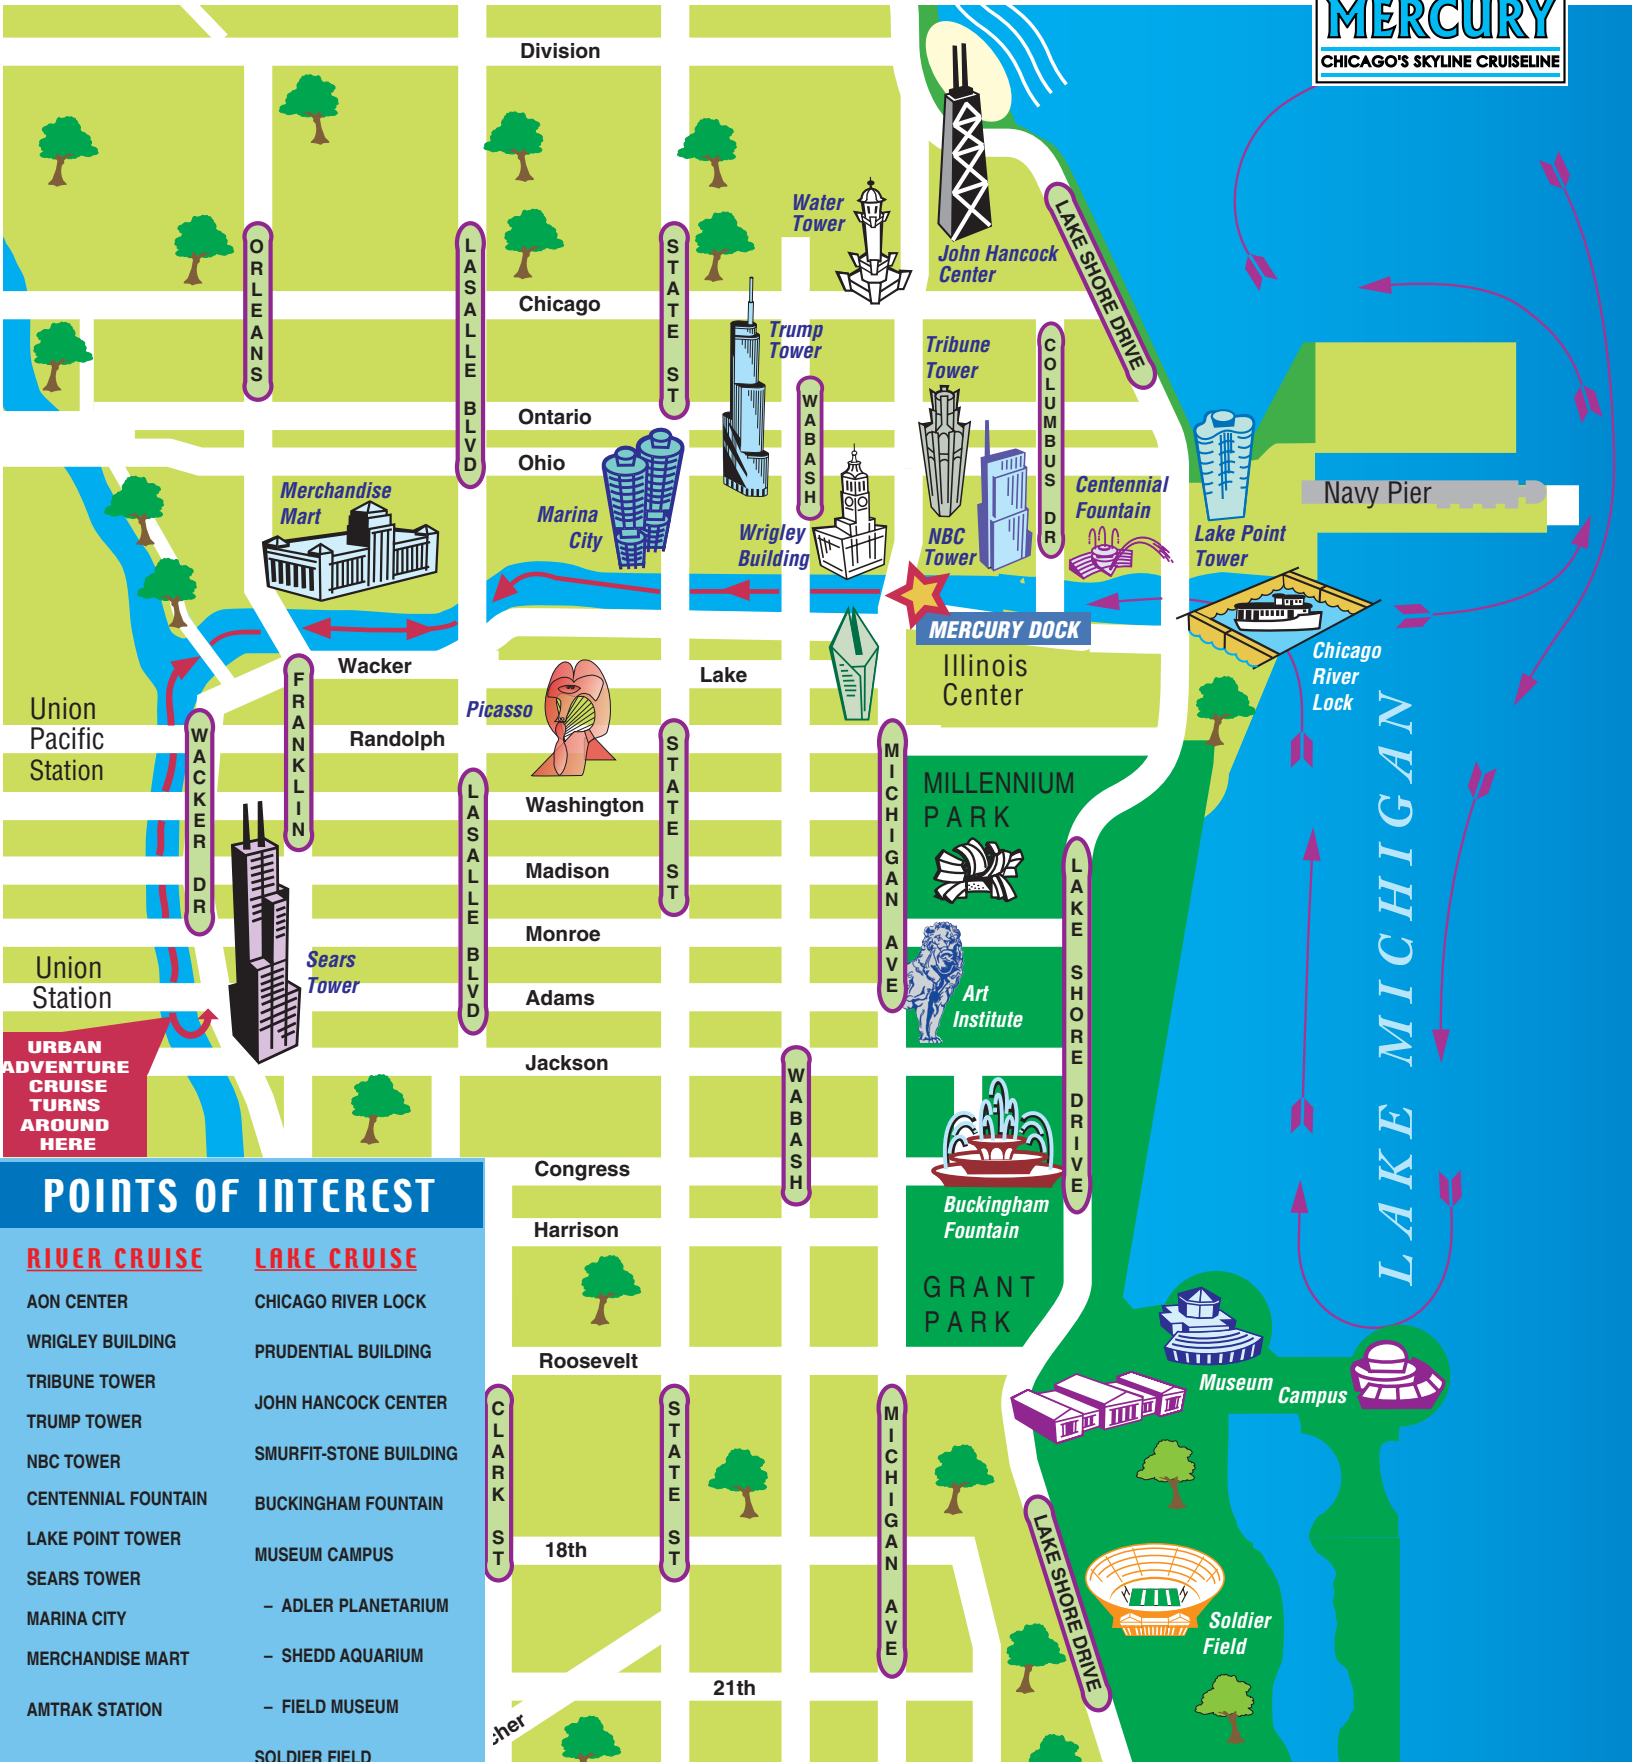 MERCURY
CHICAGO'S SKYLINE CRUISELINE
Division
Water
Tower
John Hancock
Center
LAKE SHORE DRIVE
ORLEANS
LASALLE BLVD
STATE ST
Chicago
Trump
Tower
Tribune
Tower
COLUMBUS DR
WABASH
Ontario
Ohio
Merchandise
Mart
Marina
City
Wrigley
Building
NBC
Tower
Centennial
Fountain
Lake Point
Tower
Navy Pier
MERCURY DOCK
Chicago
River
Lock
Wacker
Lake
Illinois
Center
FRANKLIN
Picasso
Union
Pacific
Station
WACKER DR
Randolph
STATE ST
MICHIGAN AVE
LASALLE BLVD
MILLENNIUM
PARK
Washington
Madison
LAKE SHORE DRIVE
LAKE MICHIGAN
Monroe
Sears
Tower
Union
Station
Adams
Art
Institute
URBAN
ADVENTURE
CRUISE
TURNS
AROUND
HERE
Jackson
WABASH
Congress
Buckingham
Fountain
Harrison
GRANT
PARK
Roosevelt
Museum Campus
CLARK ST
STATE ST
MICHIGAN AVE
LAKE SHORE DRIVE
18th
Soldier
Field
21th
cher
POINTS OF INTEREST
RIVER CRUISE
AON CENTER
WRIGLEY BUILDING
TRIBUNE TOWER
TRUMP TOWER
NBC TOWER
CENTENNIAL FOUNTAIN
LAKE POINT TOWER
SEARS TOWER
MARINA CITY
MERCHANDISE MART
AMTRAK STATION
LAKE CRUISE
CHICAGO RIVER LOCK
PRUDENTIAL BUILDING
JOHN HANCOCK CENTER
SMURFIT-STONE BUILDING
BUCKINGHAM FOUNTAIN
MUSEUM CAMPUS
– ADLER PLANETARIUM
– SHEDD AQUARIUM
– FIELD MUSEUM
SOLDIER FIELD